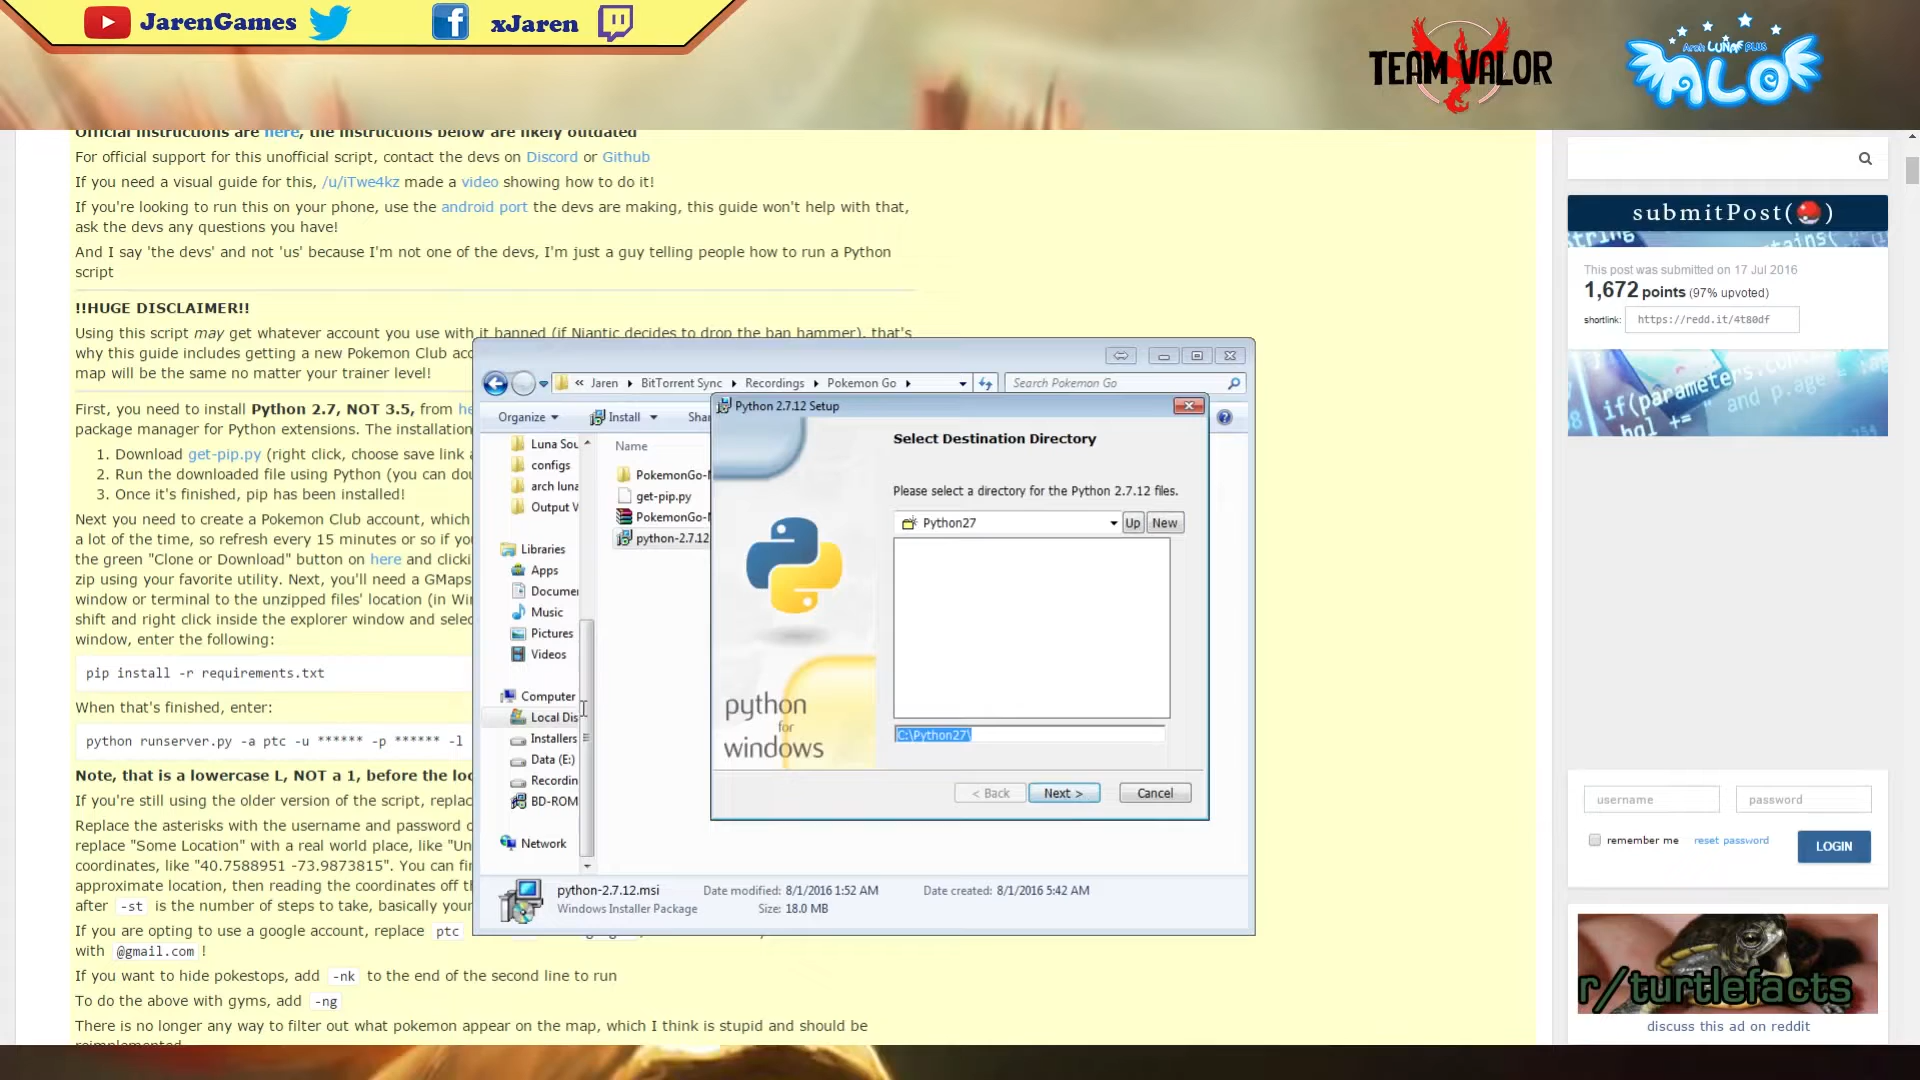 JarenGames
xJaren
TEAM VALOR
Arch LUNAR PLUS
ALO
Official instructions are here, the instructions below are likely outdated
For official support for this unofficial script, contact the devs on Discord or Github
If you need a visual guide for this, /u/iTwe4kz made a video showing how to do it!
If you're looking to run this on your phone, use the android port the devs are making, this guide won't help with that,
ask the devs any questions you have!
And I say 'the devs' and not 'us' because I'm not one of the devs, I'm just a guy telling people how to run a Python
script
!!HUGE DISCLAIMER!!
Using this script may get whatever account you use with it banned (if Niantic decides to drop the ban hammer), that's
why this guide includes getting a new Pokemon Club acc
map will be the same no matter your trainer level!
First, you need to install Python 2.7, NOT 3.5, from he
package manager for Python extensions. The installation
1. Download get-pip.py (right click, choose save link a
2. Run the downloaded file using Python (you can dou
3. Once it's finished, pip has been installed!
Next you need to create a Pokemon Club account, which
a lot of the time, so refresh every 15 minutes or so if yo
the green "Clone or Download" button on here and clicki
zip using your favorite utility. Next, you'll need a GMaps
window or terminal to the unzipped files' location (in Wi
shift and right click inside the explorer window and selec
window, enter the following:
pip install -r requirements.txt
When that's finished, enter:
python runserver.py -a ptc -u ****** -p ****** -l
Note, that is a lowercase L, NOT a 1, before the loc
If you're still using the older version of the script, replac
Replace the asterisks with the username and password o
replace "Some Location" with a real world place, like "Un
coordinates, like "40.7588951 -73.9873815". You can fi
approximate location, then reading the coordinates off th
after -st is the number of steps to take, basically your
If you are opting to use a google account, replace ptc
with @gmail.com !
If you want to hide pokestops, add -nk to the end of the second line to run
To do the above with gyms, add -ng
There is no longer any way to filter out what pokemon appear on the map, which I think is stupid and should be
reimplemented
« Jaren BitTorrent Sync Recordings Pokemon Go
Search Pokemon Go
Organize Install Shar
Luna Sou
configs
arch luna
Output V
Libraries
Apps
Docume
Music
Pictures
Videos
Computer
Local Dis
Installers
Data (E:)
Recordin
BD-ROM
Network
Name
PokemonGo-M
get-pip.py
PokemonGo-M
python-2.7.12
Python 2.7.12 Setup
Select Destination Directory
Please select a directory for the Python 2.7.12 files.
Python27
Up New
C:\Python27\
python
for
windows
< Back Next > Cancel
python-2.7.12.msi Date modified: 8/1/2016 1:52 AM Date created: 8/1/2016 5:42 AM
Windows Installer Package Size: 18.0 MB
submitPost( )
This post was submitted on 17 Jul 2016
1,672 points (97% upvoted)
shortlink: https://redd.it/4t80df
parameters.c
if(parameters
" and p.age =
username password
remember me reset password LOGIN
r/turtlefacts
discuss this ad on reddit